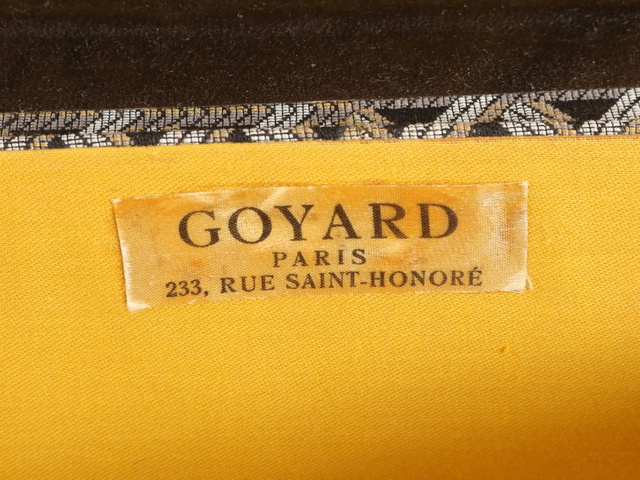 GOYARD
PARIS
233, RUE SAINT-HONORÉ